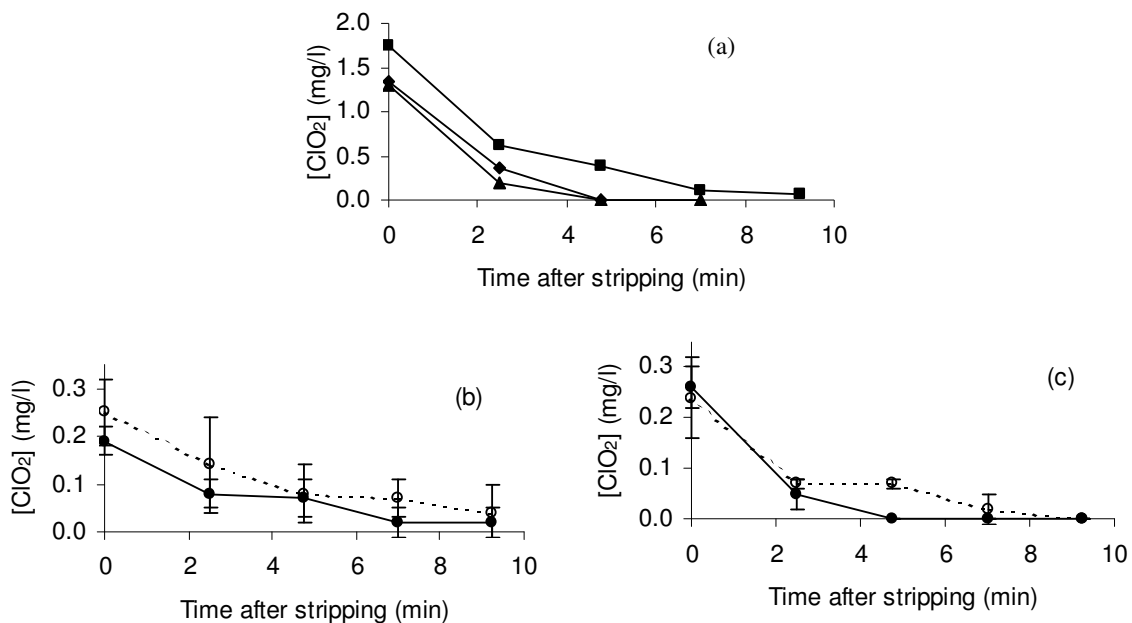 (a)
[ClO₂] (mg/l)
2.0
1.5
1.0
0.5
0.0
0 2 4 6 8 10
Time after stripping (min)
(b)
[ClO₂] (mg/l)
0.3
0.2
0.1
0.0
0 2 4 6 8 10
Time after stripping (min)
(c)
[ClO₂] (mg/l)
0.3
0.2
0.1
0.0
0 2 4 6 8 10
Time after stripping (min)